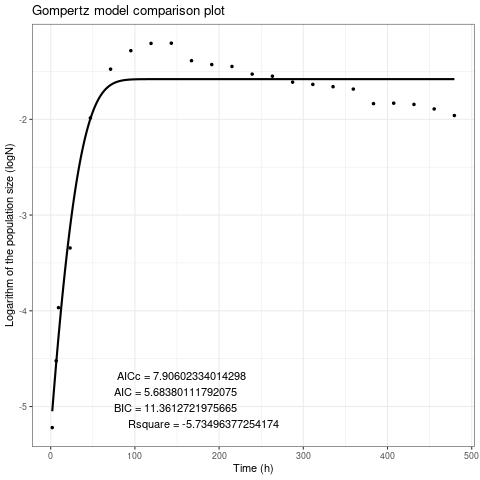 Gompertz model comparison plot
Logarithm of the population size (logN)
-2
-3
-4
-5
AICc = 7.90602334014298
AIC = 5.68380111792075
BIC = 11.3612721975665
Rsquare = -5.73496377254174
0
100
200
300
400
500
Time (h)